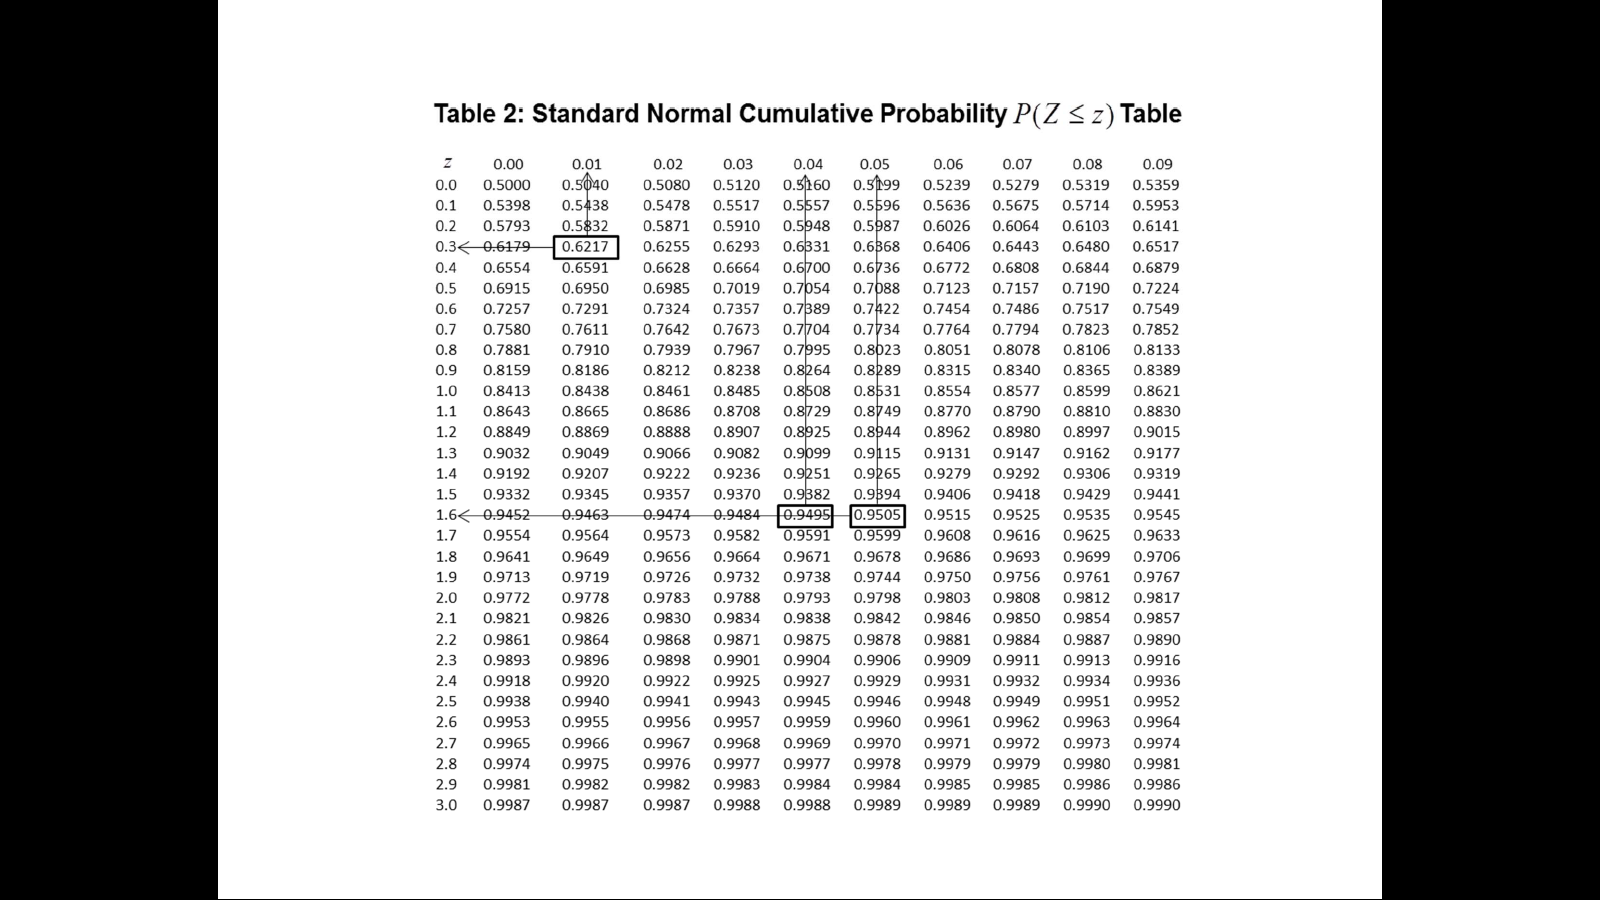 Table 2: Standard Normal Cumulative Probability P(Z ≤ z) Table
z 0.00 0.01 0.02 0.03 0.04 0.05 0.06 0.07 0.08 0.09
0.0 0.5000 0.5040 0.5080 0.5120 0.5160 0.5199 0.5239 0.5279 0.5319 0.5359
0.1 0.5398 0.5438 0.5478 0.5517 0.5557 0.5596 0.5636 0.5675 0.5714 0.5953
0.2 0.5793 0.5832 0.5871 0.5910 0.5948 0.5987 0.6026 0.6064 0.6103 0.6141
0.3 0.6179 0.6217 0.6255 0.6293 0.6331 0.6368 0.6406 0.6443 0.6480 0.6517
0.4 0.6554 0.6591 0.6628 0.6664 0.6700 0.6736 0.6772 0.6808 0.6844 0.6879
0.5 0.6915 0.6950 0.6985 0.7019 0.7054 0.7088 0.7123 0.7157 0.7190 0.7224
0.6 0.7257 0.7291 0.7324 0.7357 0.7389 0.7422 0.7454 0.7486 0.7517 0.7549
0.7 0.7580 0.7611 0.7642 0.7673 0.7704 0.7734 0.7764 0.7794 0.7823 0.7852
0.8 0.7881 0.7910 0.7939 0.7967 0.7995 0.8023 0.8051 0.8078 0.8106 0.8133
0.9 0.8159 0.8186 0.8212 0.8238 0.8264 0.8289 0.8315 0.8340 0.8365 0.8389
1.0 0.8413 0.8438 0.8461 0.8485 0.8508 0.8531 0.8554 0.8577 0.8599 0.8621
1.1 0.8643 0.8665 0.8686 0.8708 0.8729 0.8749 0.8770 0.8790 0.8810 0.8830
1.2 0.8849 0.8869 0.8888 0.8907 0.8925 0.8944 0.8962 0.8980 0.8997 0.9015
1.3 0.9032 0.9049 0.9066 0.9082 0.9099 0.9115 0.9131 0.9147 0.9162 0.9177
1.4 0.9192 0.9207 0.9222 0.9236 0.9251 0.9265 0.9279 0.9292 0.9306 0.9319
1.5 0.9332 0.9345 0.9357 0.9370 0.9382 0.9394 0.9406 0.9418 0.9429 0.9441
1.6 0.9452 0.9463 0.9474 0.9484 0.9495 0.9505 0.9515 0.9525 0.9535 0.9545
1.7 0.9554 0.9564 0.9573 0.9582 0.9591 0.9599 0.9608 0.9616 0.9625 0.9633
1.8 0.9641 0.9649 0.9656 0.9664 0.9671 0.9678 0.9686 0.9693 0.9699 0.9706
1.9 0.9713 0.9719 0.9726 0.9732 0.9738 0.9744 0.9750 0.9756 0.9761 0.9767
2.0 0.9772 0.9778 0.9783 0.9788 0.9793 0.9798 0.9803 0.9808 0.9812 0.9817
2.1 0.9821 0.9826 0.9830 0.9834 0.9838 0.9842 0.9846 0.9850 0.9854 0.9857
2.2 0.9861 0.9864 0.9868 0.9871 0.9875 0.9878 0.9881 0.9884 0.9887 0.9890
2.3 0.9893 0.9896 0.9898 0.9901 0.9904 0.9906 0.9909 0.9911 0.9913 0.9916
2.4 0.9918 0.9920 0.9922 0.9925 0.9927 0.9929 0.9931 0.9932 0.9934 0.9936
2.5 0.9938 0.9940 0.9941 0.9943 0.9945 0.9946 0.9948 0.9949 0.9951 0.9952
2.6 0.9953 0.9955 0.9956 0.9957 0.9959 0.9960 0.9961 0.9962 0.9963 0.9964
2.7 0.9965 0.9966 0.9967 0.9968 0.9969 0.9970 0.9971 0.9972 0.9973 0.9974
2.8 0.9974 0.9975 0.9976 0.9977 0.9977 0.9978 0.9979 0.9979 0.9980 0.9981
2.9 0.9981 0.9982 0.9982 0.9983 0.9984 0.9984 0.9985 0.9985 0.9986 0.9986
3.0 0.9987 0.9987 0.9987 0.9988 0.9988 0.9989 0.9989 0.9989 0.9990 0.9990